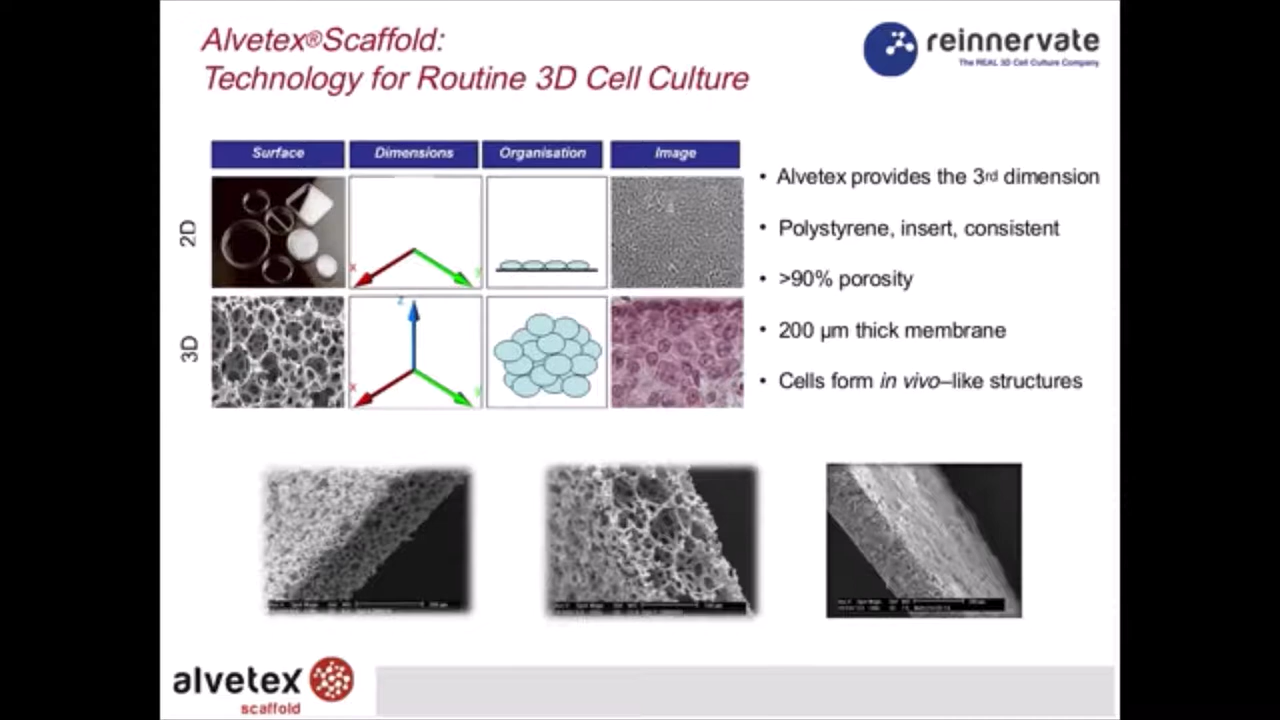 Alvetex®Scaffold:
Technology for Routine 3D Cell Culture
reinnervate
The REAL 3D Cell Culture Company
Surface
Dimensions
Organisation
Image
2D
x
y
3D
z
x
y
• Alvetex provides the 3rd dimension
• Polystyrene, insert, consistent
• >90% porosity
• 200 µm thick membrane
• Cells form in vivo–like structures
alvetex
scaffold